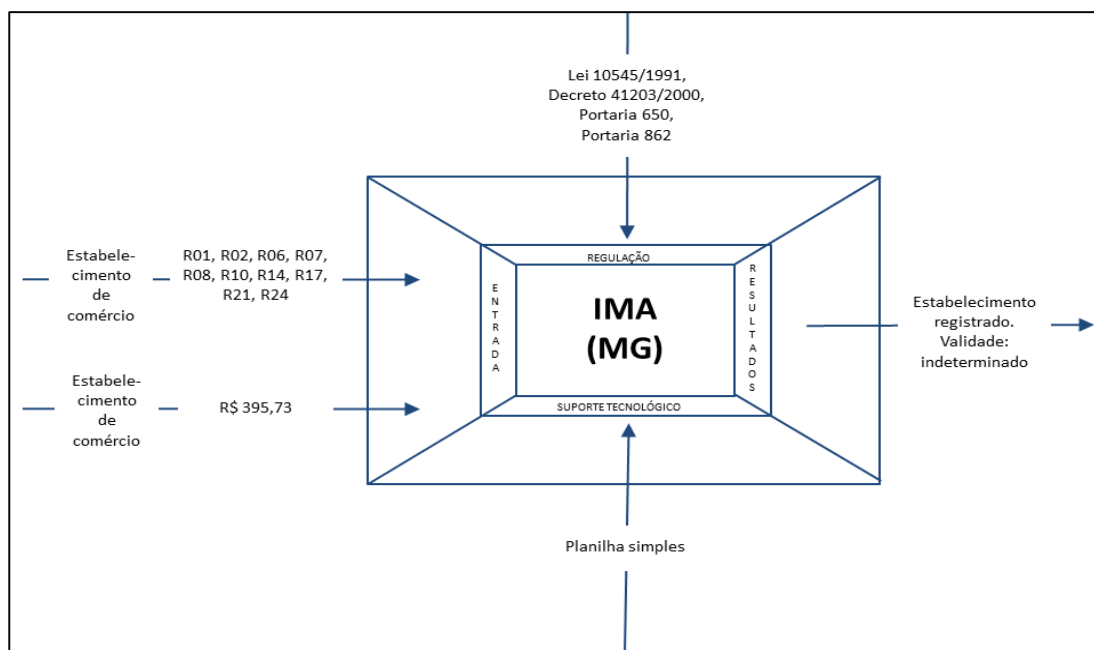 Lei 10545/1991,
Decreto 41203/2000,
Portaria 650,
Portaria 862
Estabele-
cimento
de
comércio
R01, R02, R06, R07,
R08, R10, R14, R17,
R21, R24
Estabele-
cimento
de
comércio
R$ 395,73
REGULAÇÃO
ENTRADA
IMA
(MG)
RESULTADOS
SUPORTE TECNOLÓGICO
Estabelecimento
registrado.
Validade:
indeterminado
Planilha simples